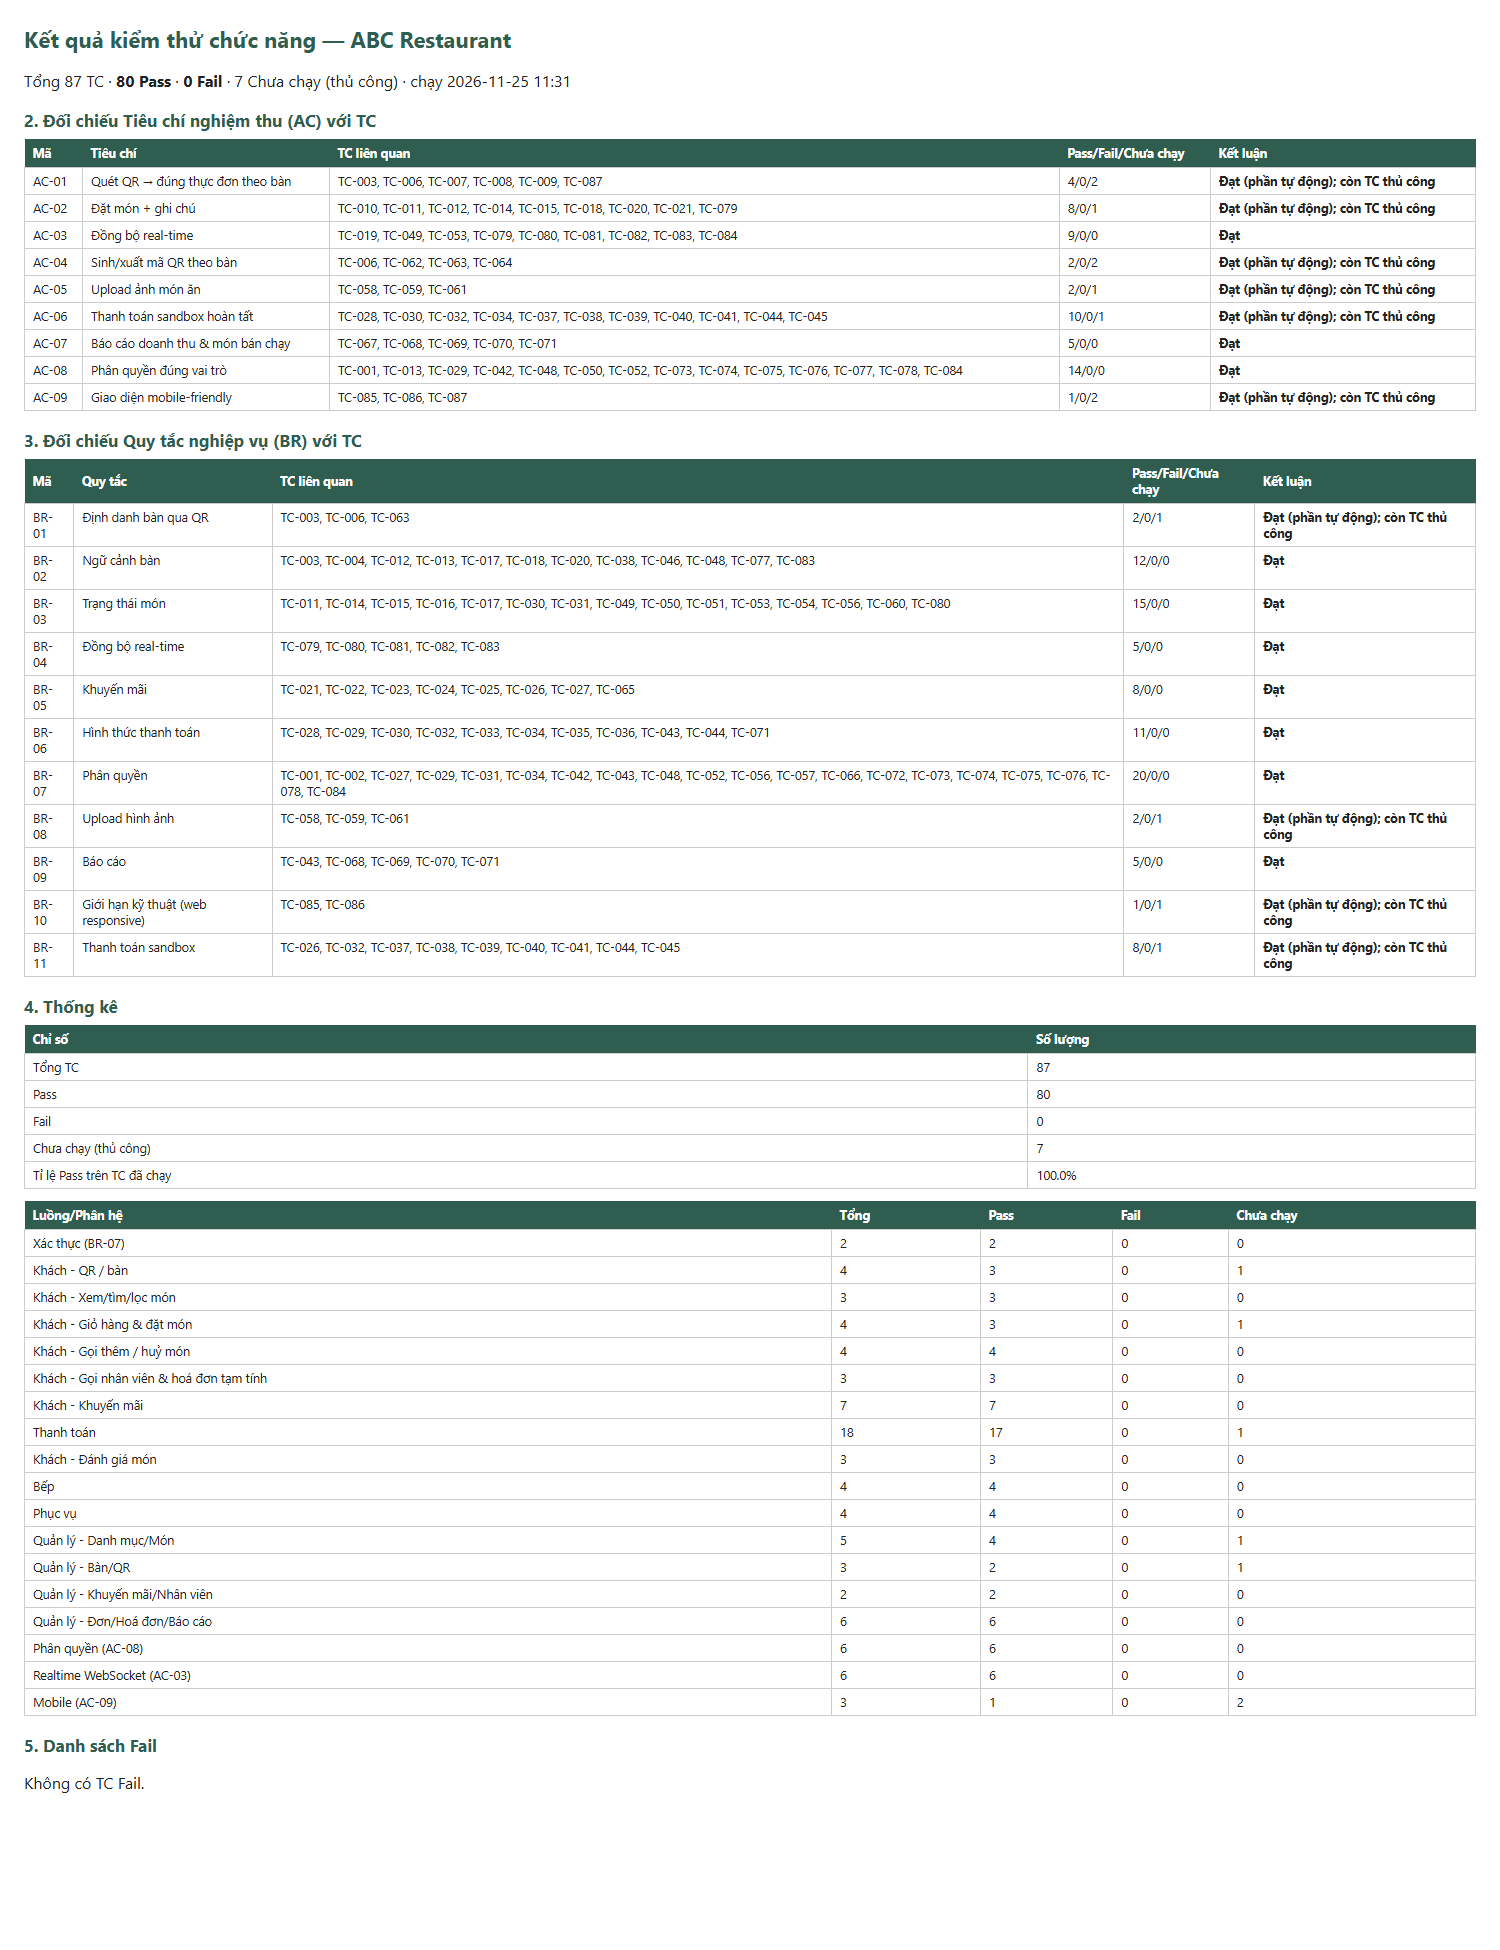 Kết quả kiểm thử chức năng — ABC Restaurant
Tổng 87 TC · 80 Pass · 0 Fail · 7 Chưa chạy (thủ công) · chạy 2026-11-25 11:31
2. Đối chiếu Tiêu chí nghiệm thu (AC) với TC
Mã Tiêu chí TC liên quan Pass/Fail/Chưa chạy Kết luận
AC-01 Quét QR → đúng thực đơn theo bàn TC-003, TC-006, TC-007, TC-008, TC-009, TC-087 4/0/2 Đạt (phần tự động); còn TC thủ công
AC-02 Đặt món + ghi chú TC-010, TC-011, TC-012, TC-014, TC-015, TC-018, TC-020, TC-021, TC-079 8/0/1 Đạt (phần tự động); còn TC thủ công
AC-03 Đồng bộ real-time TC-019, TC-049, TC-053, TC-079, TC-080, TC-081, TC-082, TC-083, TC-084 9/0/0 Đạt
AC-04 Sinh/xuất mã QR theo bàn TC-006, TC-062, TC-063, TC-064 2/0/2 Đạt (phần tự động); còn TC thủ công
AC-05 Upload ảnh món ăn TC-058, TC-059, TC-061 2/0/1 Đạt (phần tự động); còn TC thủ công
AC-06 Thanh toán sandbox hoàn tất TC-028, TC-030, TC-032, TC-034, TC-037, TC-038, TC-039, TC-040, TC-041, TC-044, TC-045 10/0/1 Đạt (phần tự động); còn TC thủ công
AC-07 Báo cáo doanh thu & món bán chạy TC-067, TC-068, TC-069, TC-070, TC-071 5/0/0 Đạt
AC-08 Phân quyền đúng vai trò TC-001, TC-013, TC-029, TC-042, TC-048, TC-050, TC-052, TC-073, TC-074, TC-075, TC-076, TC-077, TC-078, TC-084 14/0/0 Đạt
AC-09 Giao diện mobile-friendly TC-085, TC-086, TC-087 1/0/2 Đạt (phần tự động); còn TC thủ công
3. Đối chiếu Quy tắc nghiệp vụ (BR) với TC
Mã Quy tắc TC liên quan Pass/Fail/Chưa
chạy Kết luận
BR-
01 Định danh bàn qua QR TC-003, TC-006, TC-063 2/0/1 Đạt (phần tự động); còn TC thủ
công
BR-
02 Ngữ cảnh bàn TC-003, TC-004, TC-012, TC-013, TC-017, TC-018, TC-020, TC-038, TC-046, TC-048, TC-077, TC-083 12/0/0 Đạt
BR-
03 Trạng thái món TC-011, TC-014, TC-015, TC-016, TC-017, TC-030, TC-031, TC-049, TC-050, TC-051, TC-053, TC-054, TC-056, TC-060, TC-080 15/0/0 Đạt
BR-
04 Đồng bộ real-time TC-079, TC-080, TC-081, TC-082, TC-083 5/0/0 Đạt
BR-
05 Khuyến mãi TC-021, TC-022, TC-023, TC-024, TC-025, TC-026, TC-027, TC-065 8/0/0 Đạt
BR-
06 Hình thức thanh toán TC-028, TC-029, TC-030, TC-032, TC-033, TC-034, TC-035, TC-036, TC-043, TC-044, TC-071 11/0/0 Đạt
BR-
07 Phân quyền TC-001, TC-002, TC-027, TC-029, TC-031, TC-034, TC-042, TC-043, TC-048, TC-052, TC-056, TC-057, TC-066, TC-072, TC-073, TC-074, TC-075, TC-076, TC-
078, TC-084 20/0/0 Đạt
BR-
08 Upload hình ảnh TC-058, TC-059, TC-061 2/0/1 Đạt (phần tự động); còn TC thủ
công
BR-
09 Báo cáo TC-043, TC-068, TC-069, TC-070, TC-071 5/0/0 Đạt
BR-
10 Giới hạn kỹ thuật (web
responsive) TC-085, TC-086 1/0/1 Đạt (phần tự động); còn TC thủ
công
BR-
11 Thanh toán sandbox TC-026, TC-032, TC-037, TC-038, TC-039, TC-040, TC-041, TC-044, TC-045 8/0/1 Đạt (phần tự động); còn TC thủ
công
4. Thống kê
Chỉ số Số lượng
Tổng TC 87
Pass 80
Fail 0
Chưa chạy (thủ công) 7
Tỉ lệ Pass trên TC đã chạy 100.0%
Luồng/Phân hệ Tổng Pass Fail Chưa chạy
Xác thực (BR-07) 2 2 0 0
Khách - QR / bàn 4 3 0 1
Khách - Xem/tìm/lọc món 3 3 0 0
Khách - Giỏ hàng & đặt món 4 3 0 1
Khách - Gọi thêm / huỷ món 4 4 0 0
Khách - Gọi nhân viên & hoá đơn tạm tính 3 3 0 0
Khách - Khuyến mãi 7 7 0 0
Thanh toán 18 17 0 1
Khách - Đánh giá món 3 3 0 0
Bếp 4 4 0 0
Phục vụ 4 4 0 0
Quản lý - Danh mục/Món 5 4 0 1
Quản lý - Bàn/QR 3 2 0 1
Quản lý - Khuyến mãi/Nhân viên 2 2 0 0
Quản lý - Đơn/Hoá đơn/Báo cáo 6 6 0 0
Phân quyền (AC-08) 6 6 0 0
Realtime WebSocket (AC-03) 6 6 0 0
Mobile (AC-09) 3 1 0 2
5. Danh sách Fail
Không có TC Fail.